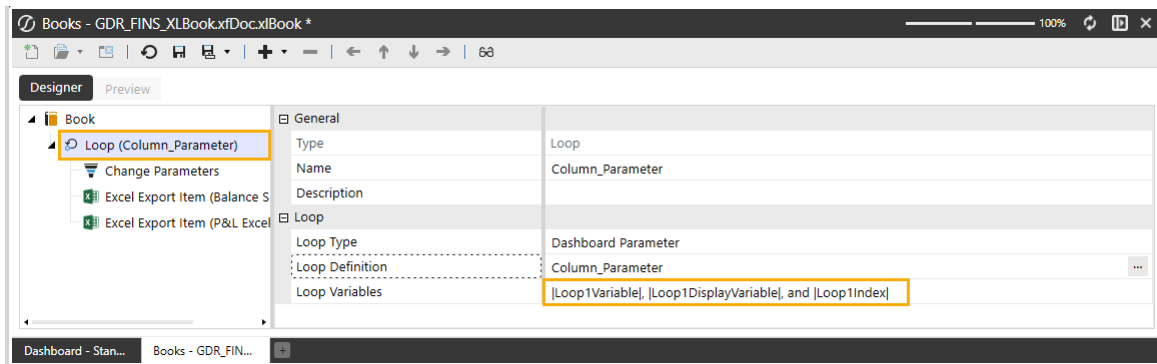 Books - GDR_FINS_XLBook.xfDoc.xlBook *
100%
Designer
Preview
Book
Loop (Column_Parameter)
Change Parameters
Excel Export Item (Balance S
Excel Export Item (P&L Excel
General
Type
Loop
Name
Column_Parameter
Description
Loop
Loop Type
Dashboard Parameter
Loop Definition
Column_Parameter
...
Loop Variables
|Loop1Variable|, |Loop1DisplayVariable|, and |Loop1Index|
Dashboard - Stan...
Books - GDR_FIN...